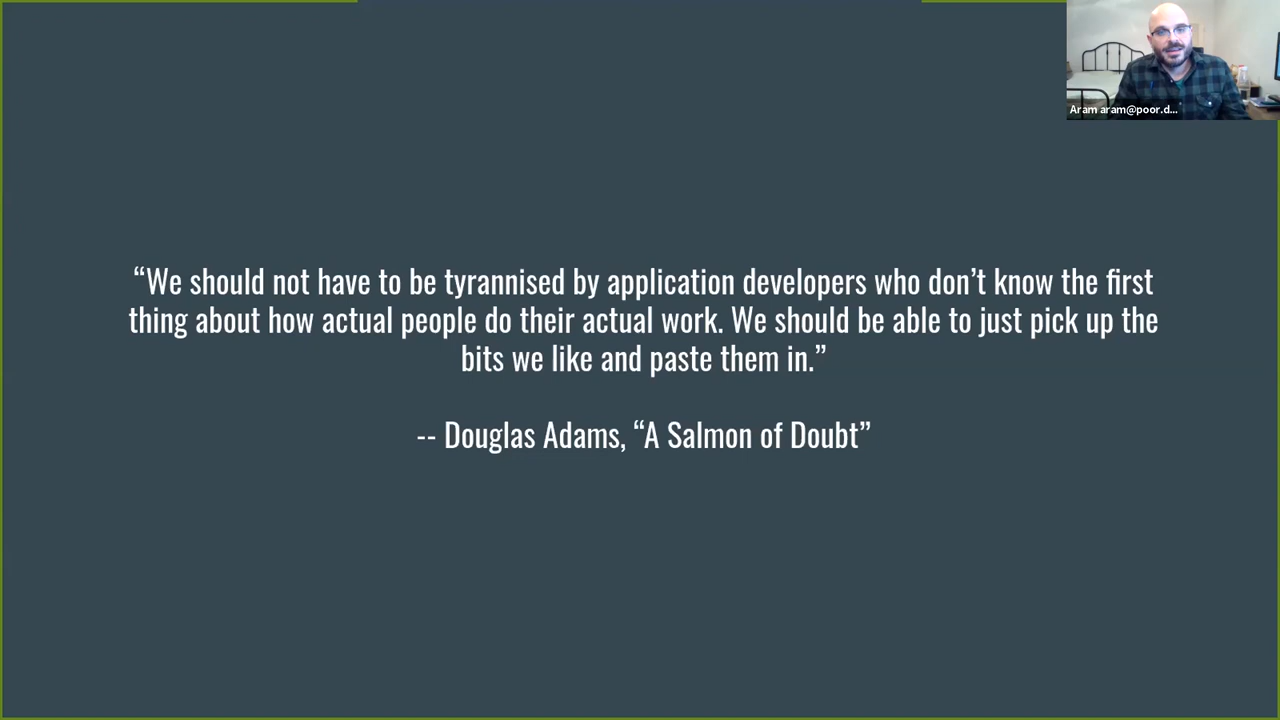 Aram aram@poor.d...
“We should not have to be tyrannised by application developers who don’t know the first
thing about how actual people do their actual work. We should be able to just pick up the
bits we like and paste them in.”
-- Douglas Adams, “A Salmon of Doubt”